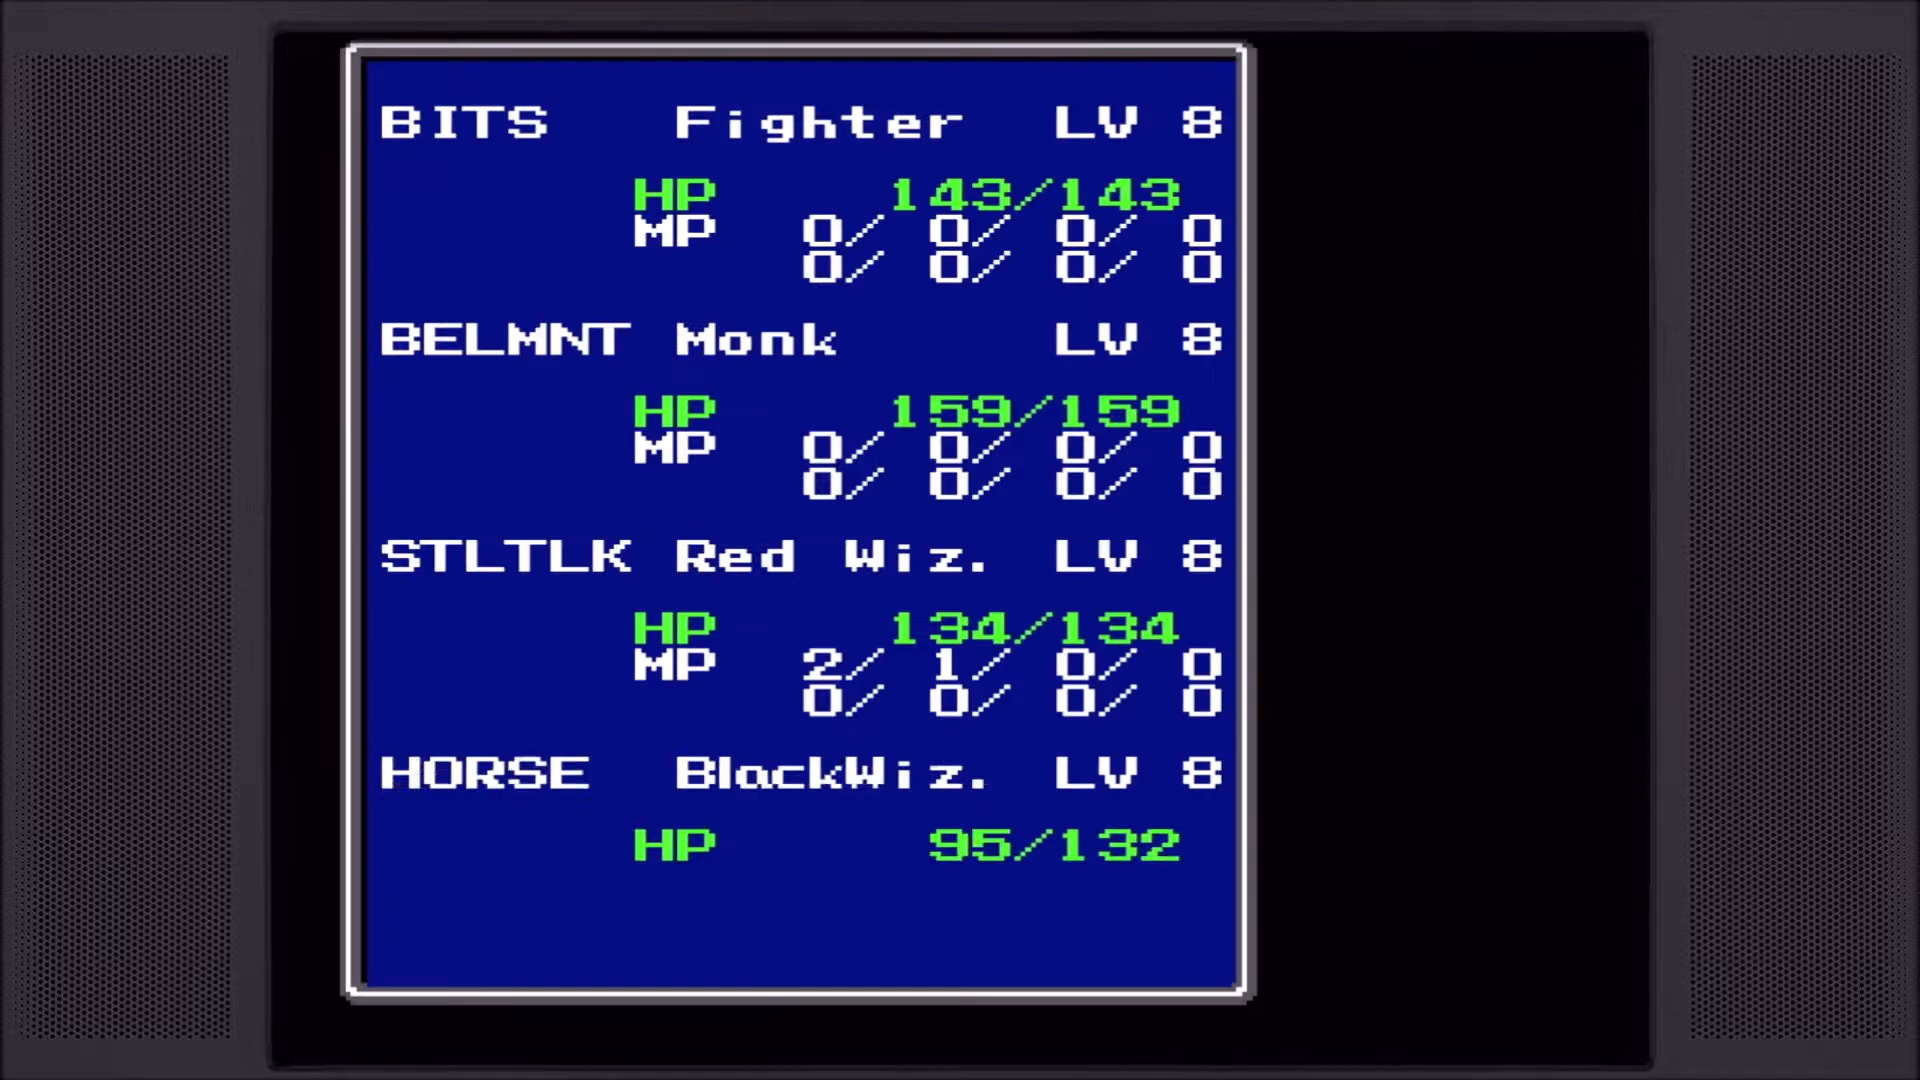 BITS Fighter LV 8
HP 143/143
MP 0/ 0/ 0/ 0
0/ 0/ 0/ 0
BELMNT Monk LV 8
HP 159/159
MP 0/ 0/ 0/ 0
0/ 0/ 0/ 0
STLTLK Red Wiz. LV 8
HP 134/134
MP 2/ 1/ 0/ 0
0/ 0/ 0/ 0
HORSE BlackWiz. LV 8
HP 95/132